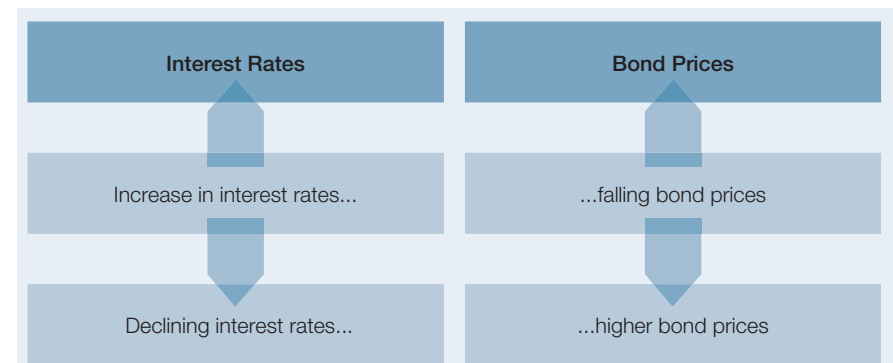 Interest Rates
Bond Prices
Increase in interest rates...
...falling bond prices
Declining interest rates...
...higher bond prices